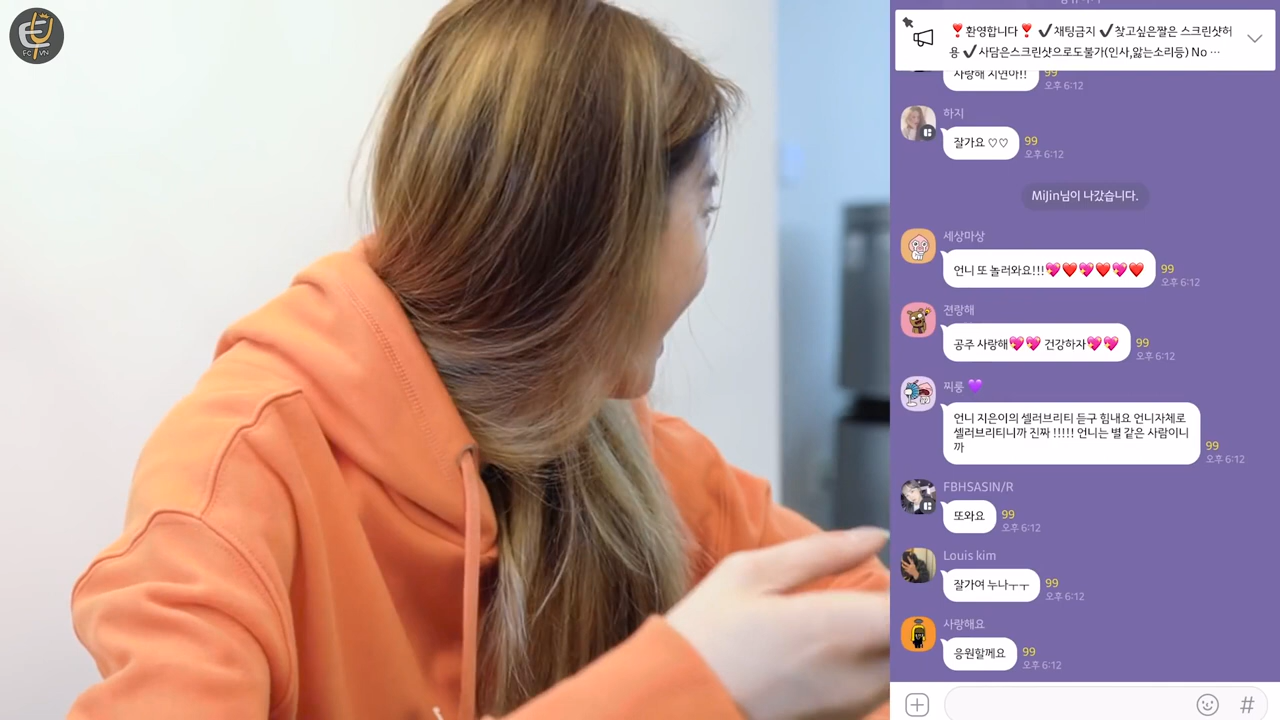 EU
FC VN
❣환영합니다❣ ✔채팅금지 ✔찾고싶은짤은 스크린샷허
용 ✔사담은스크린샷으로도불가(인사,앓는소리등) No …
사랑해 지연아!!
99
오후 6:12
하지
잘가요 ♡♡
99
오후 6:12
MiJin님이 나갔습니다.
세상마상
언니 또 놀러와요!!!💖❤💖❤💖❤
99
오후 6:12
젼랑해
공주 사랑해💖💖 건강하자💖💖
99
오후 6:12
찌룽 💜
언니 지은이의 셀러브리티 듣구 힘내요 언니자체로
셀러브리티니까 진짜 !!!!! 언니는 별 같은 사람이니
까
99
오후 6:12
FBHSASIN/R
또와요
99
오후 6:12
Louis kim
잘가여 누나ㅜㅜ
99
오후 6:12
사랑해요
응원할께요
99
오후 6:12
#